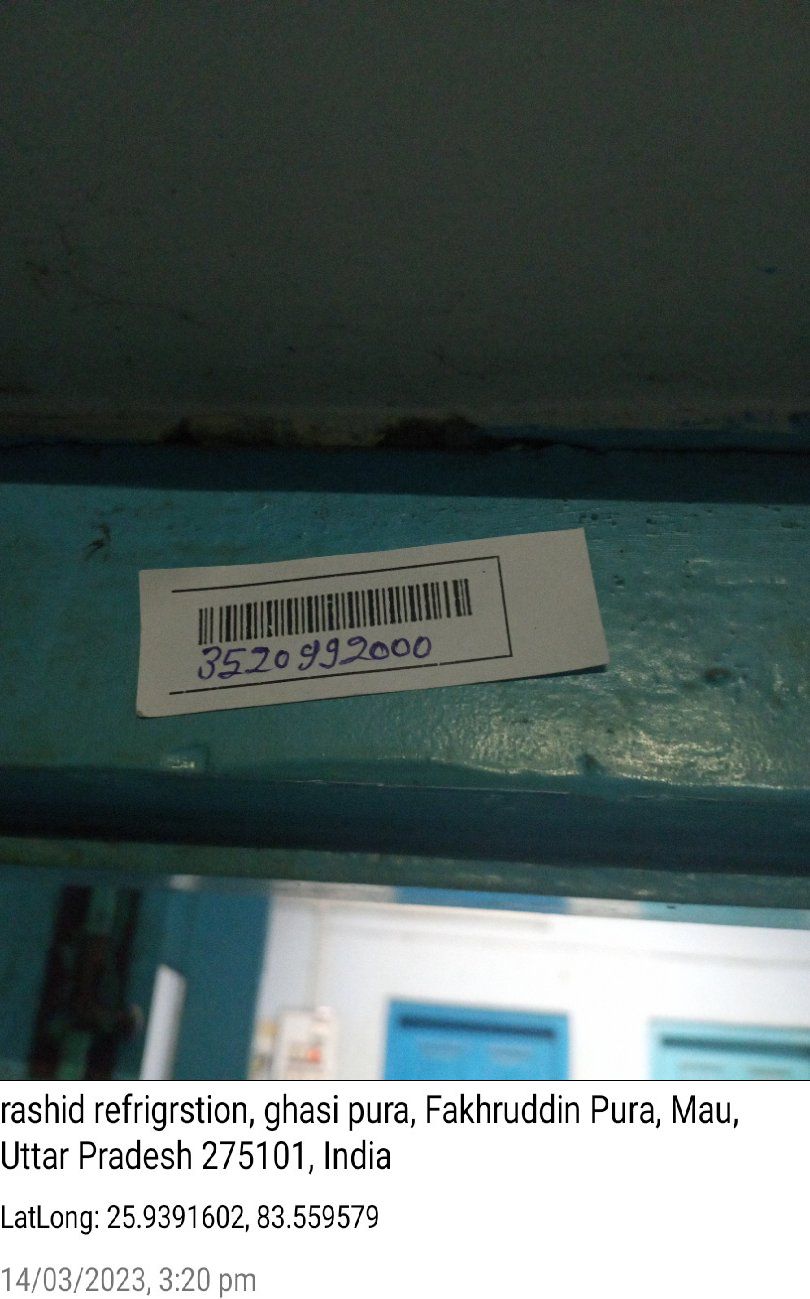 3520992000
rashid refrigrstion, ghasi pura, Fakhruddin Pura, Mau,
Uttar Pradesh 275101, India
LatLong: 25.9391602, 83.559579
14/03/2023, 3:20 pm